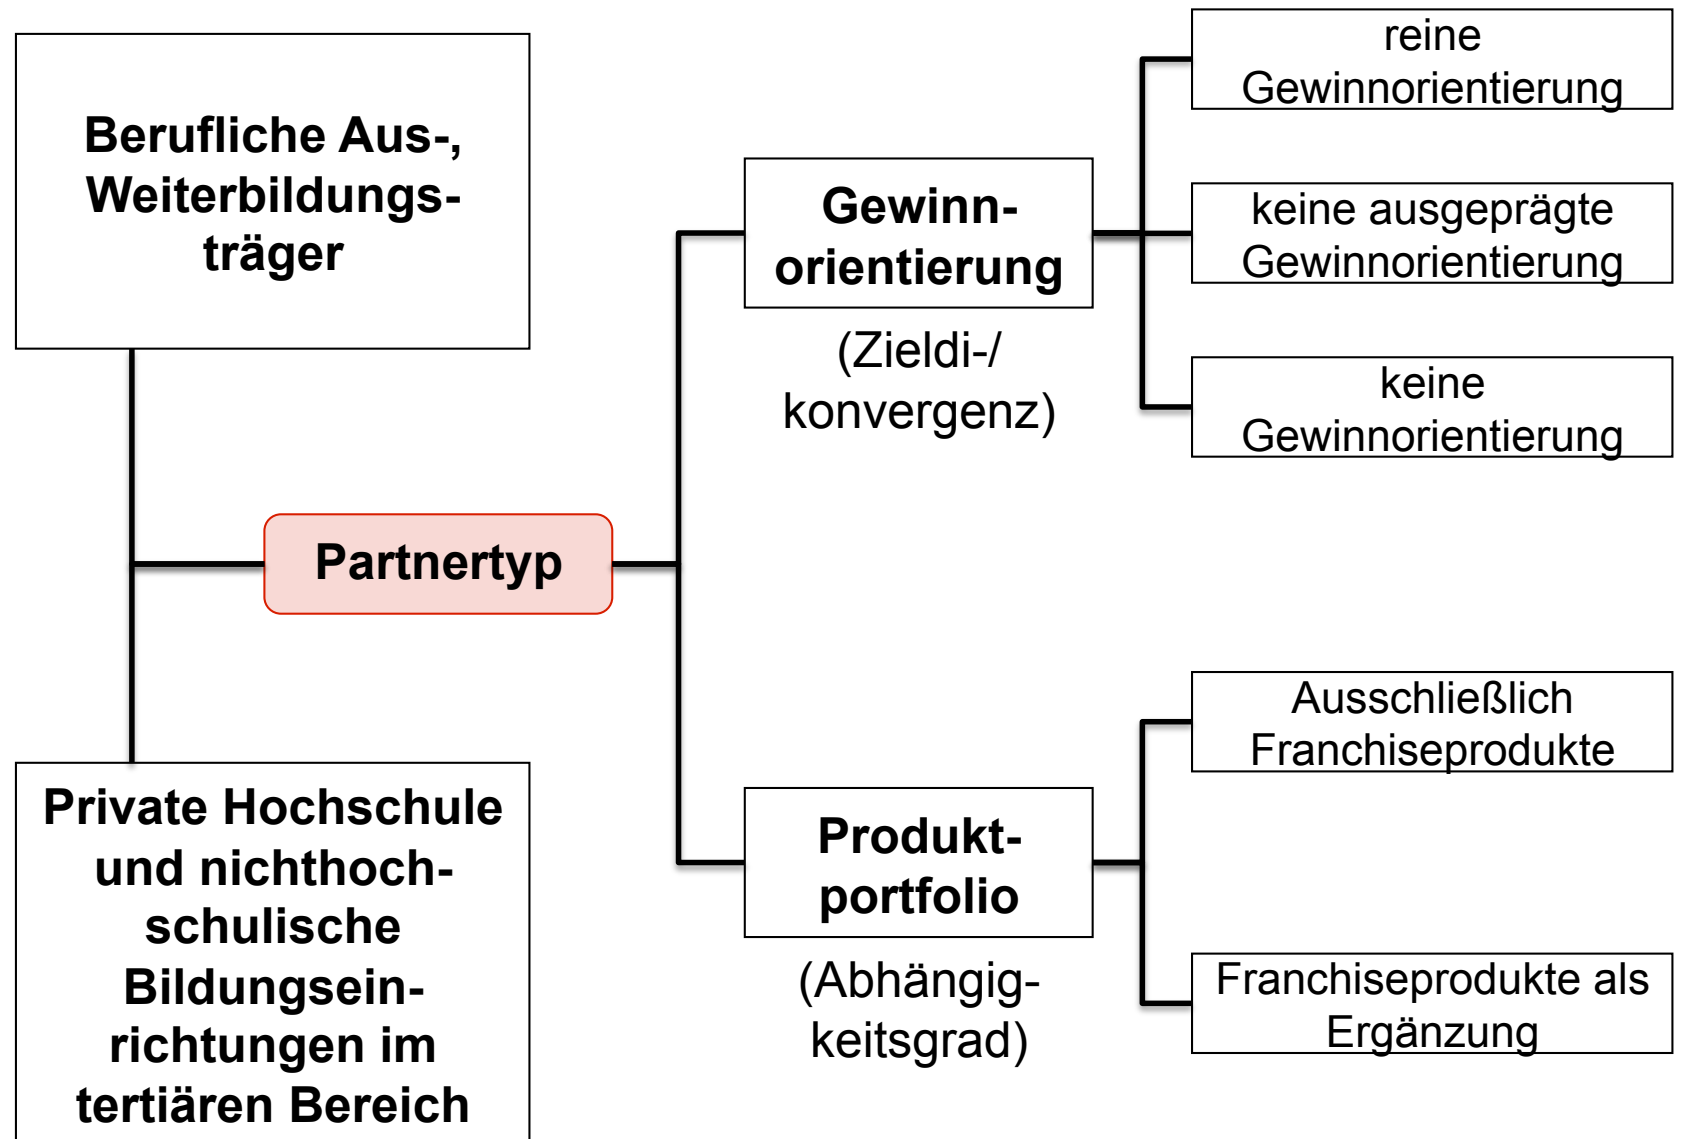 Berufliche Aus-,
Weiterbildungs-
träger
Partnertyp
Private Hochschule
und nichthoch-
schulische
Bildungsein-
richtungen im
tertiären Bereich
Gewinn-
orientierung
(Zieldi-/
konvergenz)
reine
Gewinnorientierung
keine ausgeprägte
Gewinnorientierung
keine
Gewinnorientierung
Produkt-
portfolio
(Abhängig-
keitsgrad)
Ausschließlich
Franchiseprodukte
Franchiseprodukte als
Ergänzung